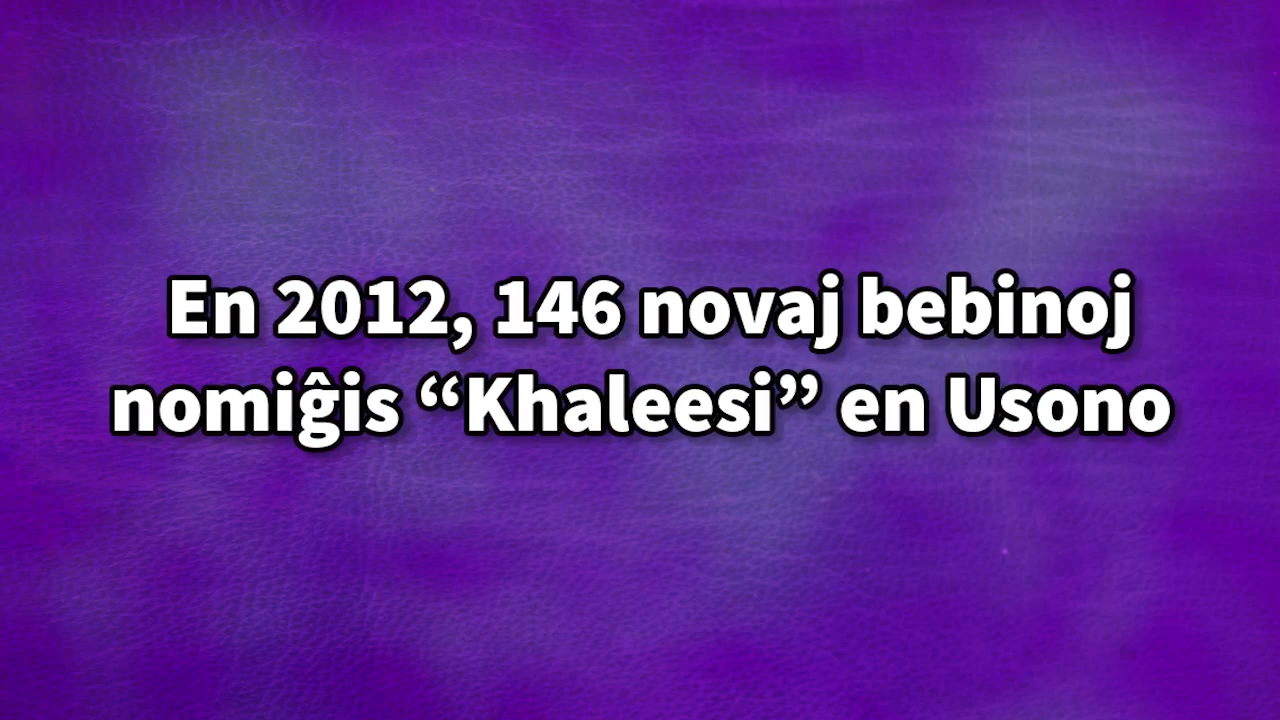 En 2012, 146 novaj bebinoj
nomiĝis “Khaleesi” en Usono